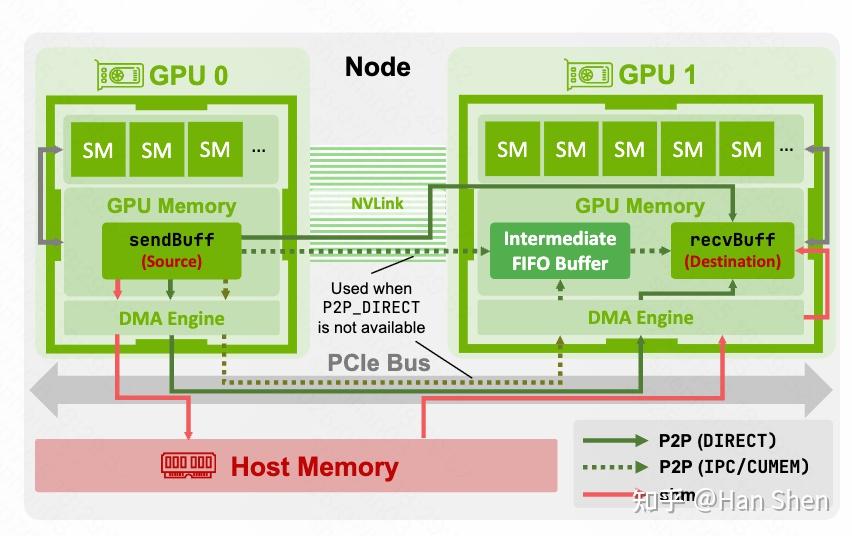 Node
GPU 0
GPU 1
SM SM SM ...
SM SM SM SM SM ...
GPU Memory
NVLink
GPU Memory
sendBuff
(Source)
Intermediate
FIFO Buffer
recvBuff
(Destination)
Used when
P2P_DIRECT
is not available
DMA Engine
DMA Engine
PCIe Bus
Host Memory
P2P (DIRECT)
P2P (IPC/CUMEM)
知乎 @Han Shen